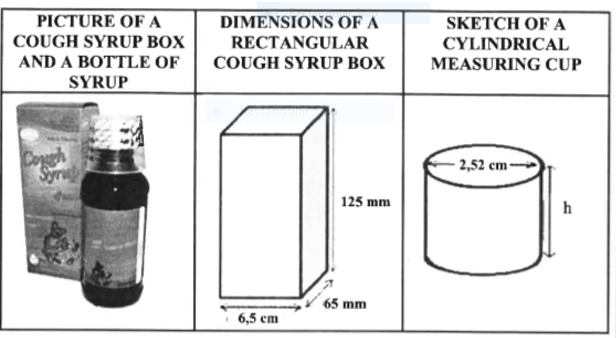 PICTURE OF A
COUGH SYRUP BOX
AND A BOTTLE OF
SYRUP
DIMENSIONS OF A
RECTANGULAR
COUGH SYRUP BOX
SKETCH OF A
CYLINDRICAL
MEASURING CUP
Cough
Syrup
125 mm
65 mm
6,5 cm
2,52 cm
h